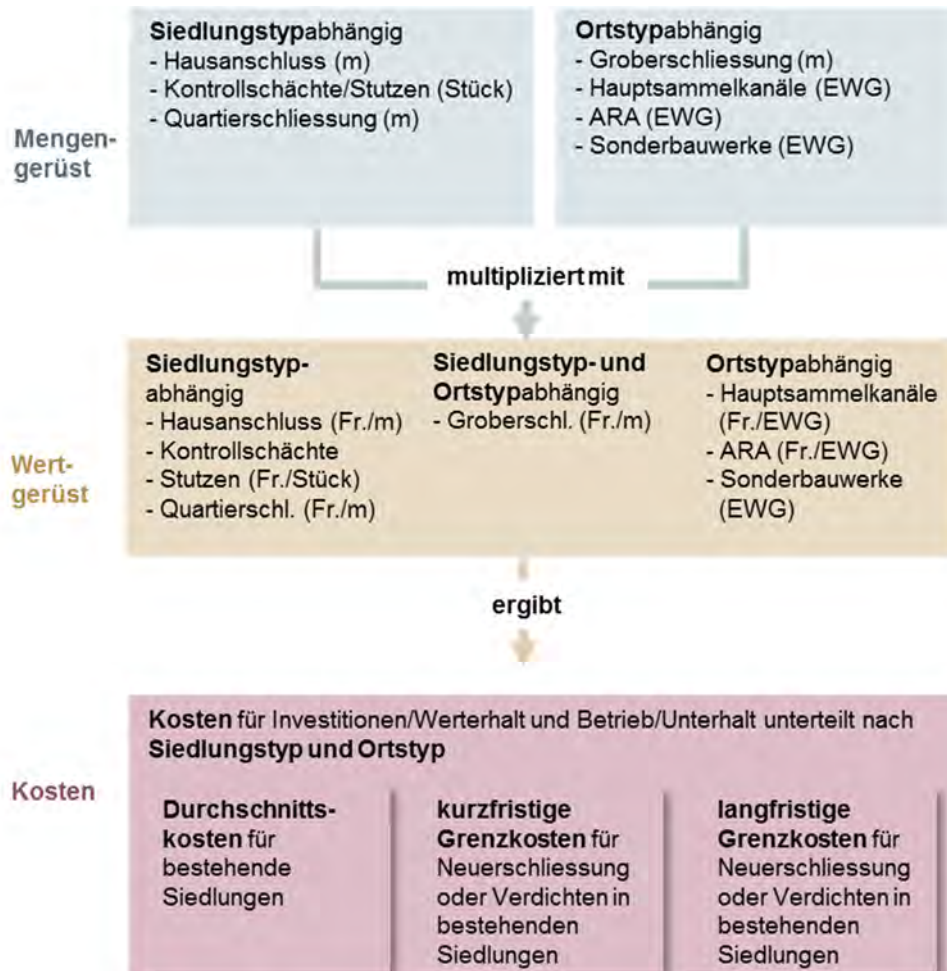 Mengen-
gerüst
Siedlungstypabhängig
- Hausanschluss (m)
- Kontrollschächte/Stutzen (Stück)
- Quartierschliessung (m)
Ortstypabhängig
- Groberschliessung (m)
- Hauptsammelkanäle (EWG)
- ARA (EWG)
- Sonderbauwerke (EWG)
multipliziert mit
Wert-
gerüst
Siedlungstyp-
abhängig
- Hausanschluss (Fr./m)
- Kontrollschächte
- Stutzen (Fr./Stück)
- Quartierschl. (Fr./m)
Siedlungstyp- und
Ortstypabhängig
- Groberschl. (Fr./m)
Ortstypabhängig
- Hauptsammelkanäle
(Fr./EWG)
- ARA (Fr./EWG)
- Sonderbauwerke
(EWG)
ergibt
Kosten
Kosten für Investitionen/Werterhalt und Betrieb/Unterhalt unterteilt nach
Siedlungstyp und Ortstyp
Durchschnitts-
kosten für
bestehende
Siedlungen
kurzfristige
Grenzkosten für
Neuerschliessung
oder Verdichten in
bestehenden
Siedlungen
langfristige
Grenzkosten für
Neuerschliessung
oder Verdichten in
bestehenden
Siedlungen